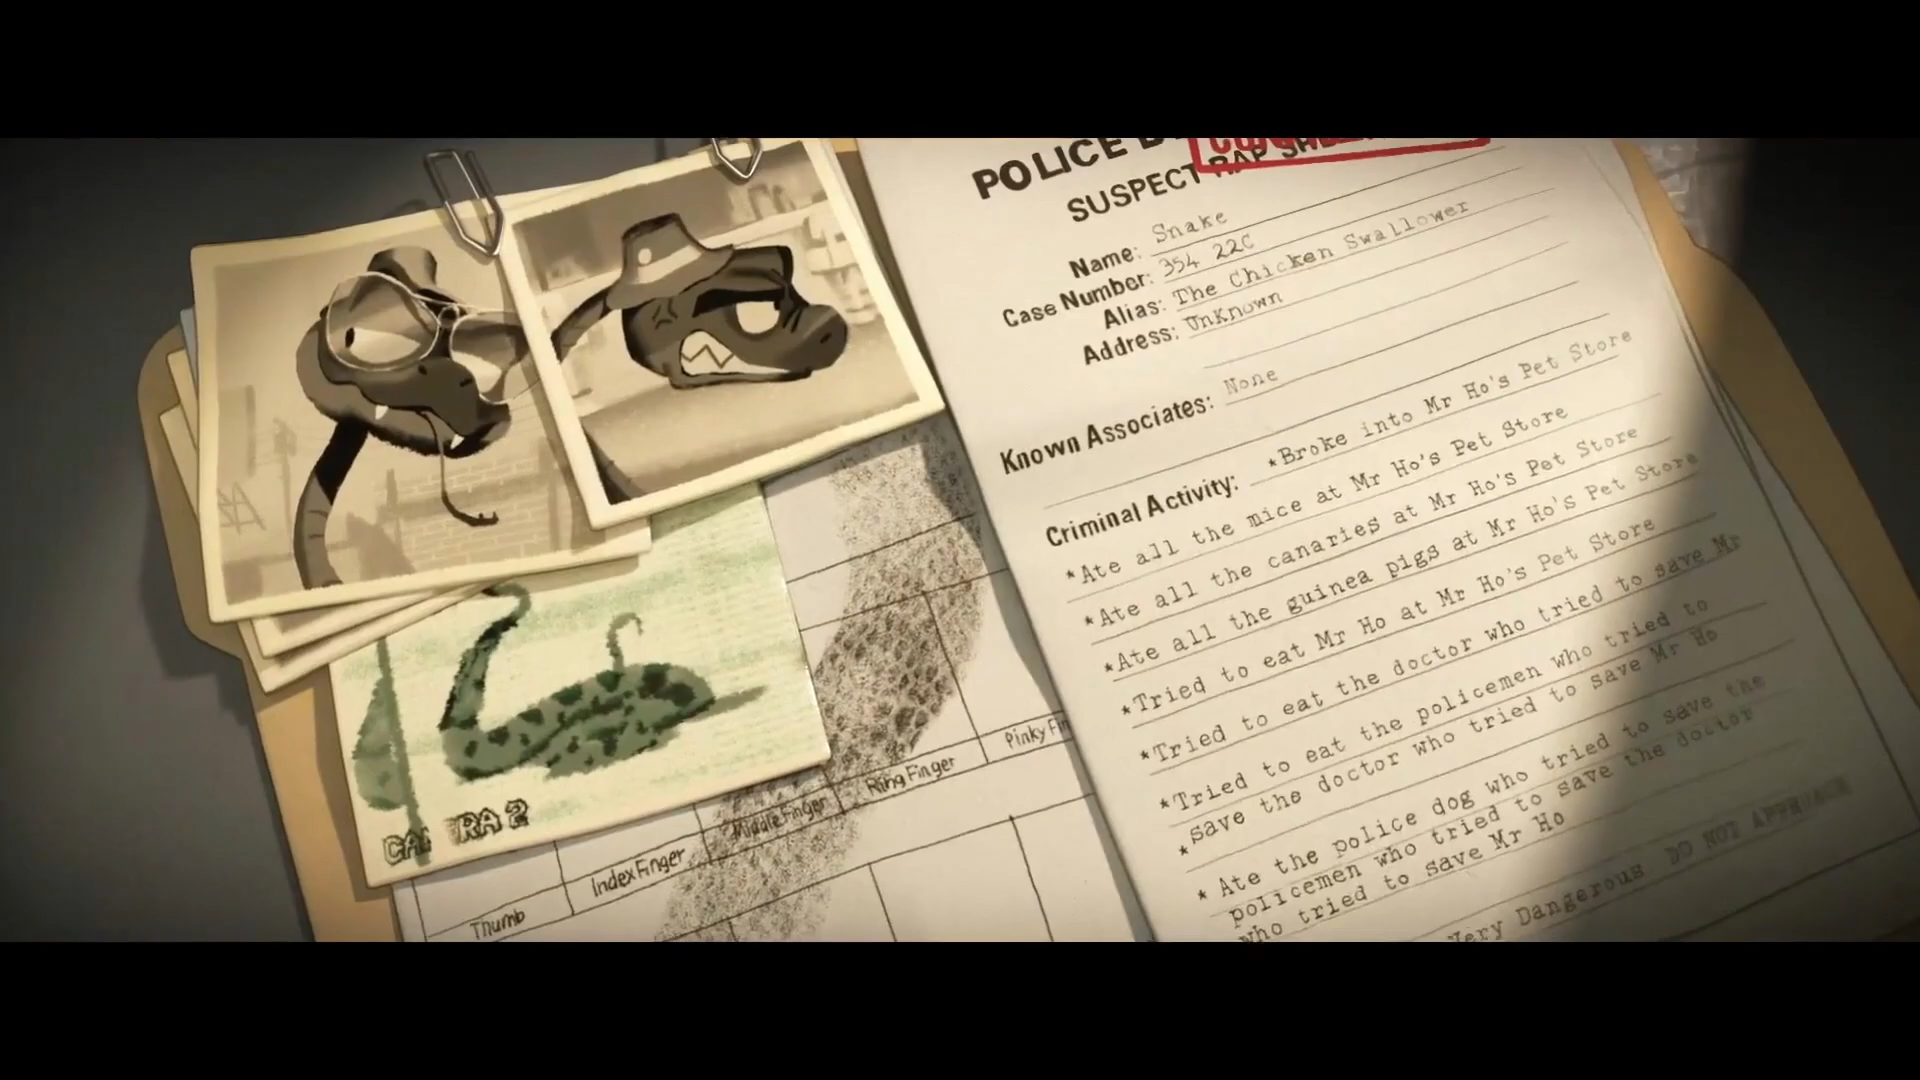 POLICE
SUSPECT RAP
Name: Snake
Case Number: 354 22C
Alias: The Chicken Swallower
Address: UnKnown
Known Associates: None
Criminal Activity: *Broke into Mr Ho's Pet Store
*Ate all the mice at Mr Ho's Pet Store
*Ate all the canaries at Mr Ho's Pet Store
*Ate all the guinea pigs at Mr Ho's Pet Store
*Tried to eat Mr Ho at Mr Ho's Pet Store
*Tried to eat the doctor who tried to save Mr
*Tried to eat the policemen who tried to
*save the doctor who tried to save Mr Ho
*
* Ate the police dog who tried to save the
policemen who tried to save the doctor
who tried to save Mr Ho
Very Dangerous DO NOT APPROACH
CAMERA 2
Thumb
Index Finger
Middle Finger
Ring Finger
Pinky